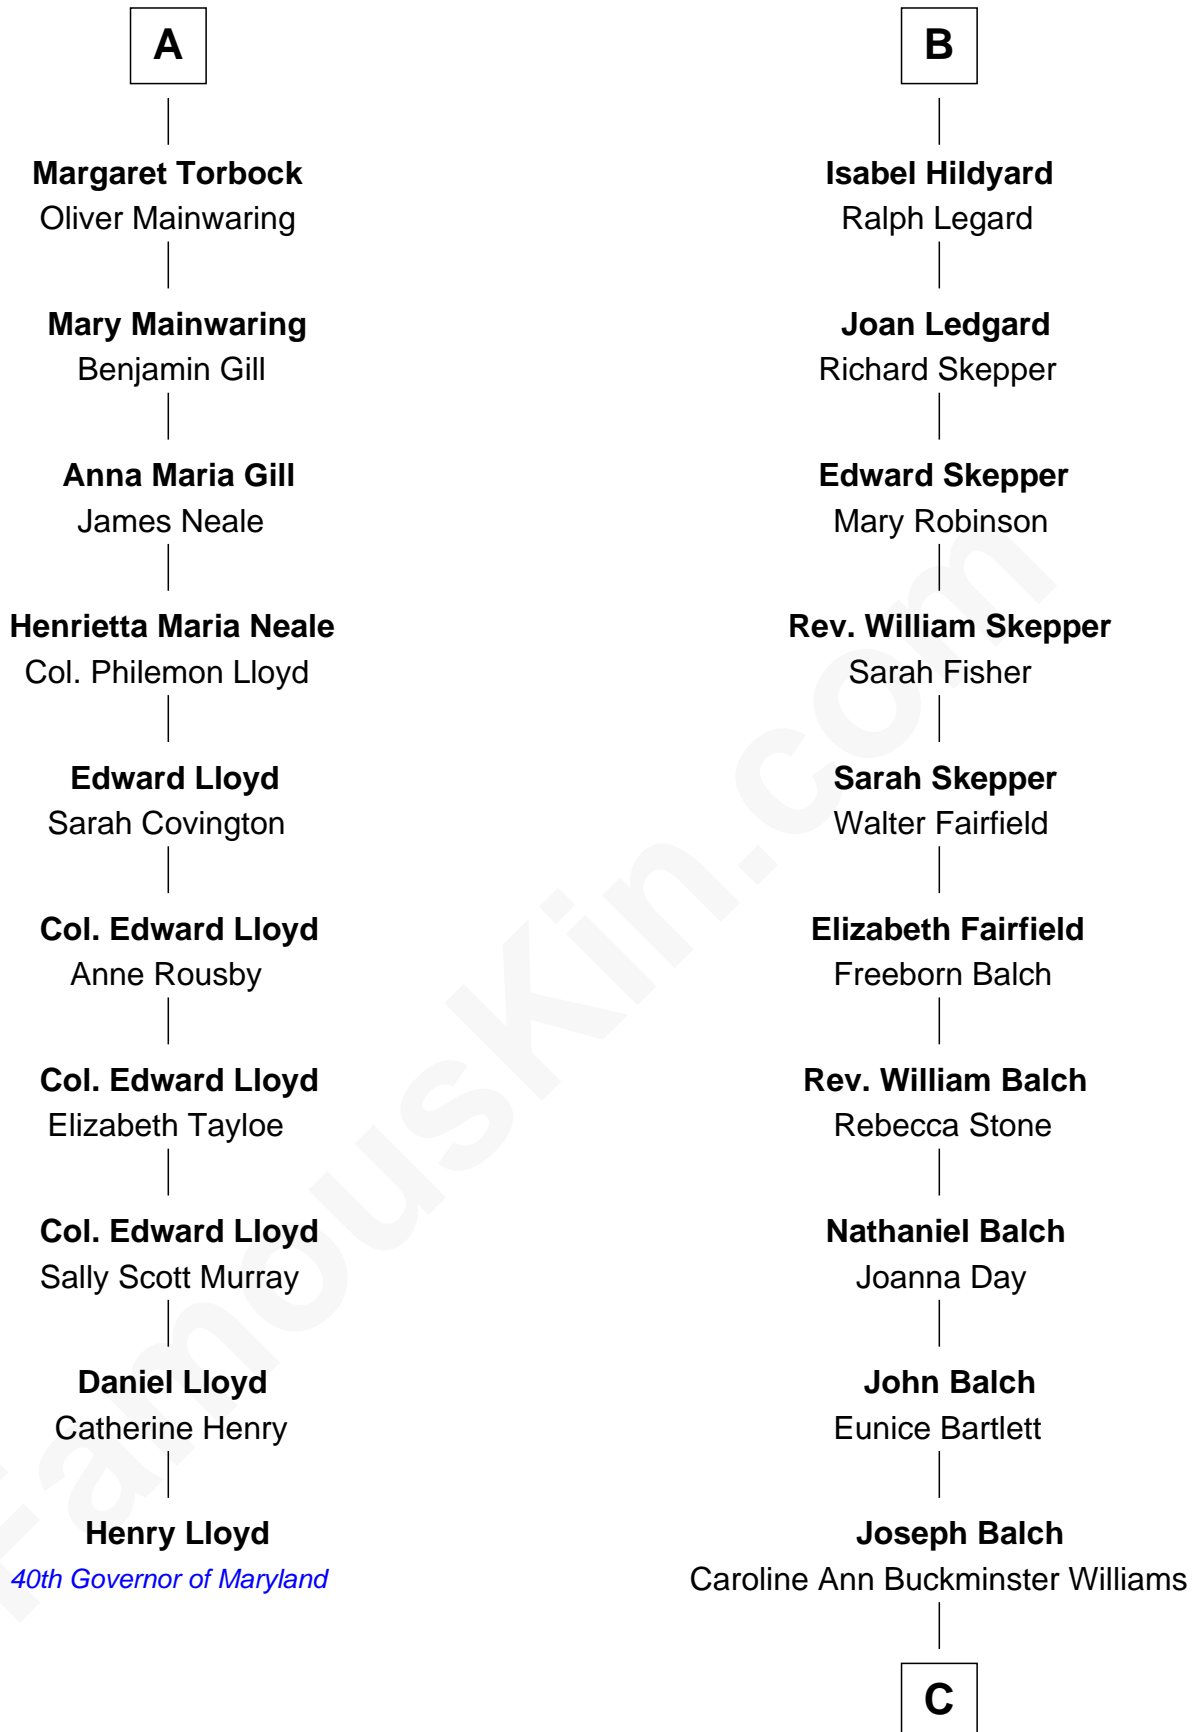 A
Margaret Torbock
Oliver Mainwaring
Mary Mainwaring
Benjamin Gill
Anna Maria Gill
James Neale
Henrietta Maria Neale
Col. Philemon Lloyd
Edward Lloyd
Sarah Covington
Col. Edward Lloyd
Anne Rousby
Col. Edward Lloyd
Elizabeth Tayloe
Col. Edward Lloyd
Sally Scott Murray
Daniel Lloyd
Catherine Henry
Henry Lloyd
40th Governor of Maryland
B
Isabel Hildyard
Ralph Legard
Joan Ledgard
Richard Skepper
Edward Skepper
Mary Robinson
Rev. William Skepper
Sarah Fisher
Sarah Skepper
Walter Fairfield
Elizabeth Fairfield
Freeborn Balch
Rev. William Balch
Rebecca Stone
Nathaniel Balch
Joanna Day
John Balch
Eunice Bartlett
Joseph Balch
Caroline Ann Buckminster Williams
C
FamousKin.com